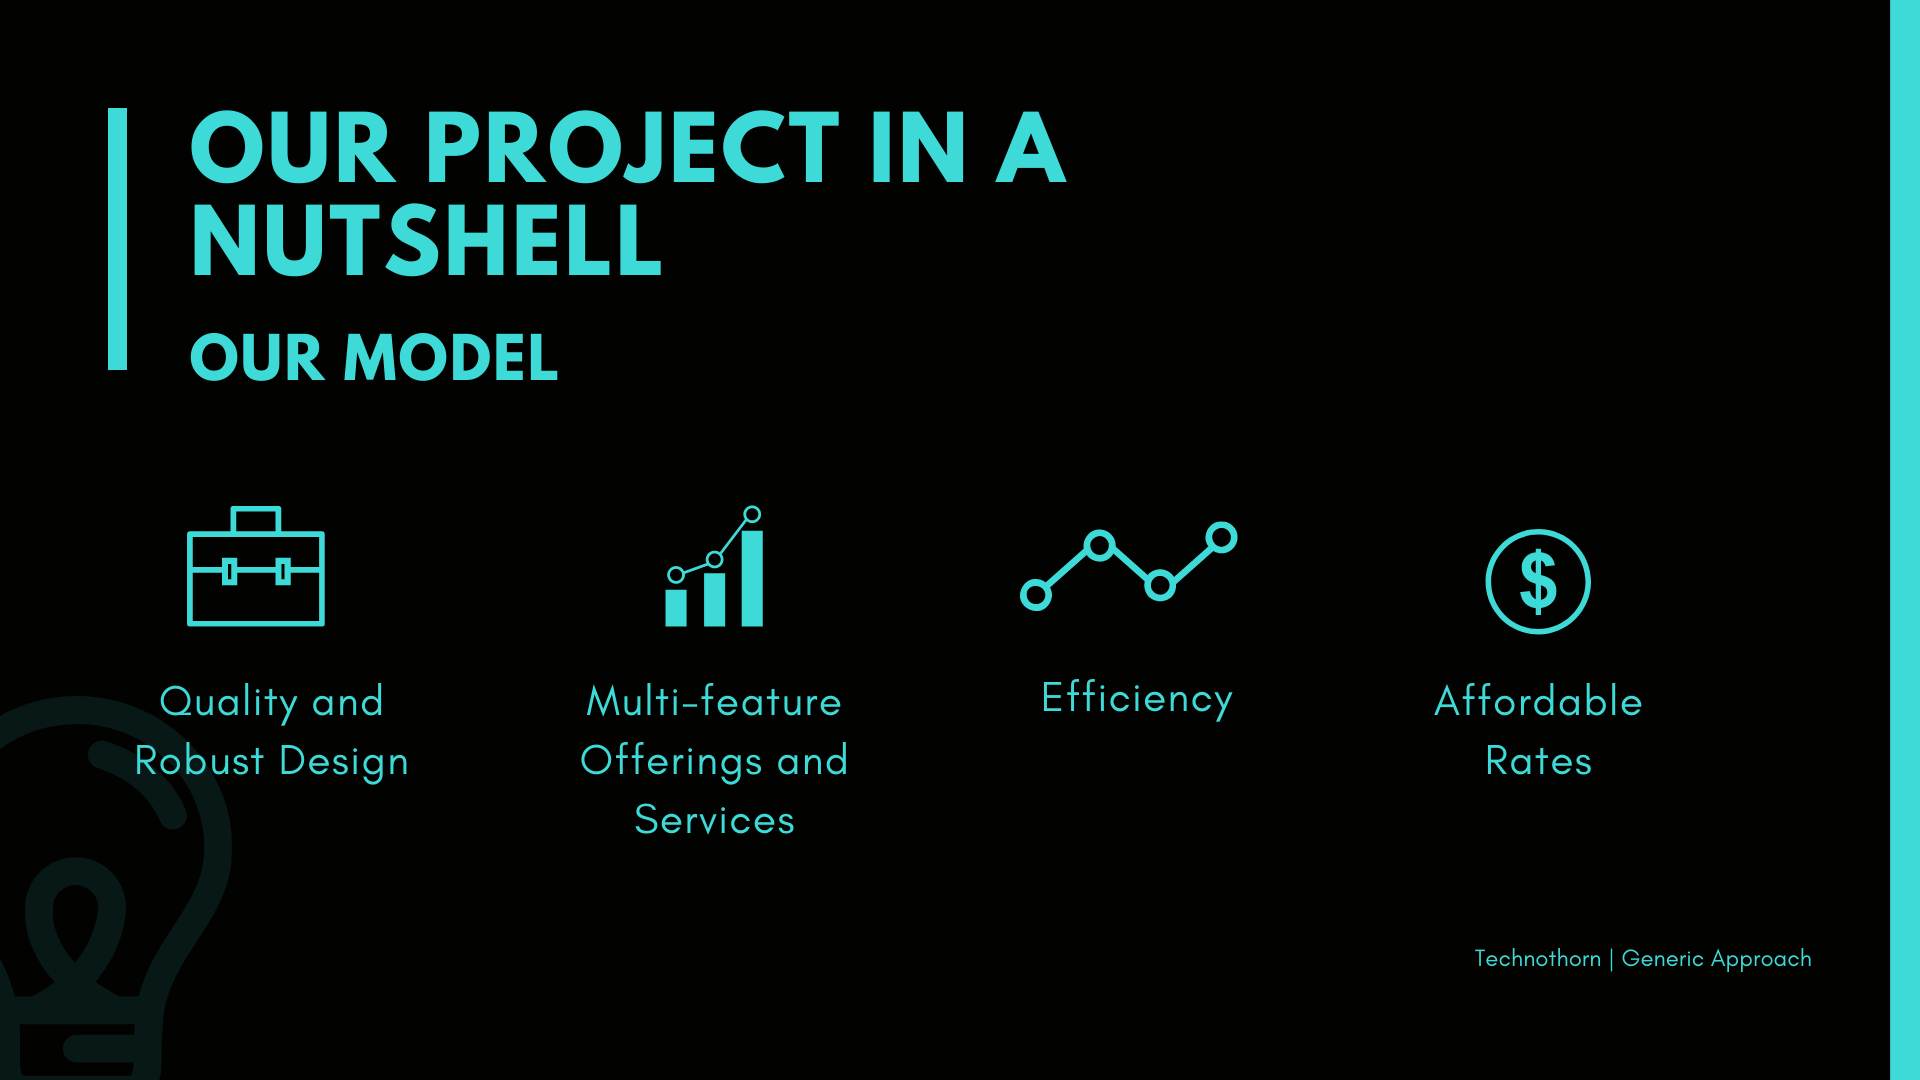 OUR PROJECT IN A
NUTSHELL
OUR MODEL
Quality and
Robust Design
Multi-feature
Offerings and
Services
Efficiency
Affordable
Rates
Technothorn | Generic Approach